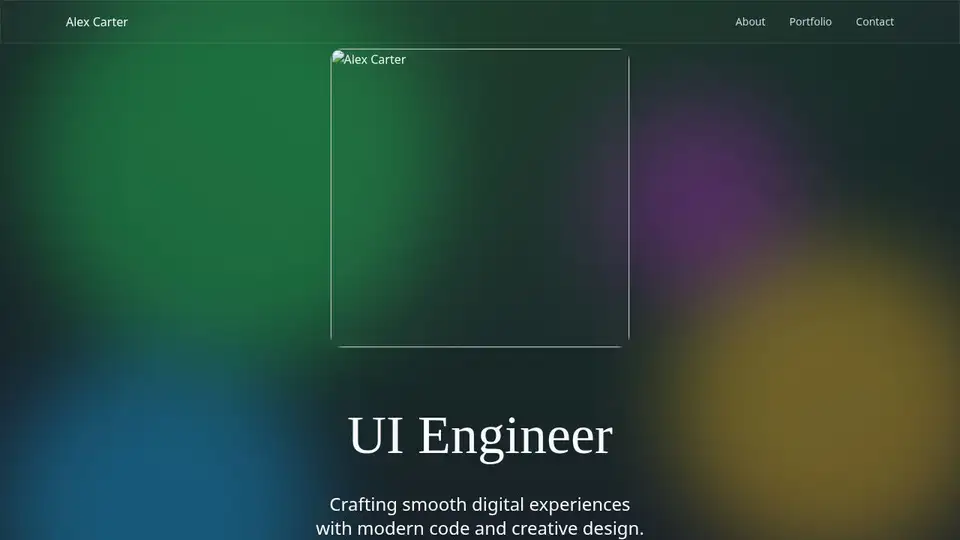 Alex Carter
About Portfolio Contact
Alex Carter
UI Engineer
Crafting smooth digital experiences
with modern code and creative design.